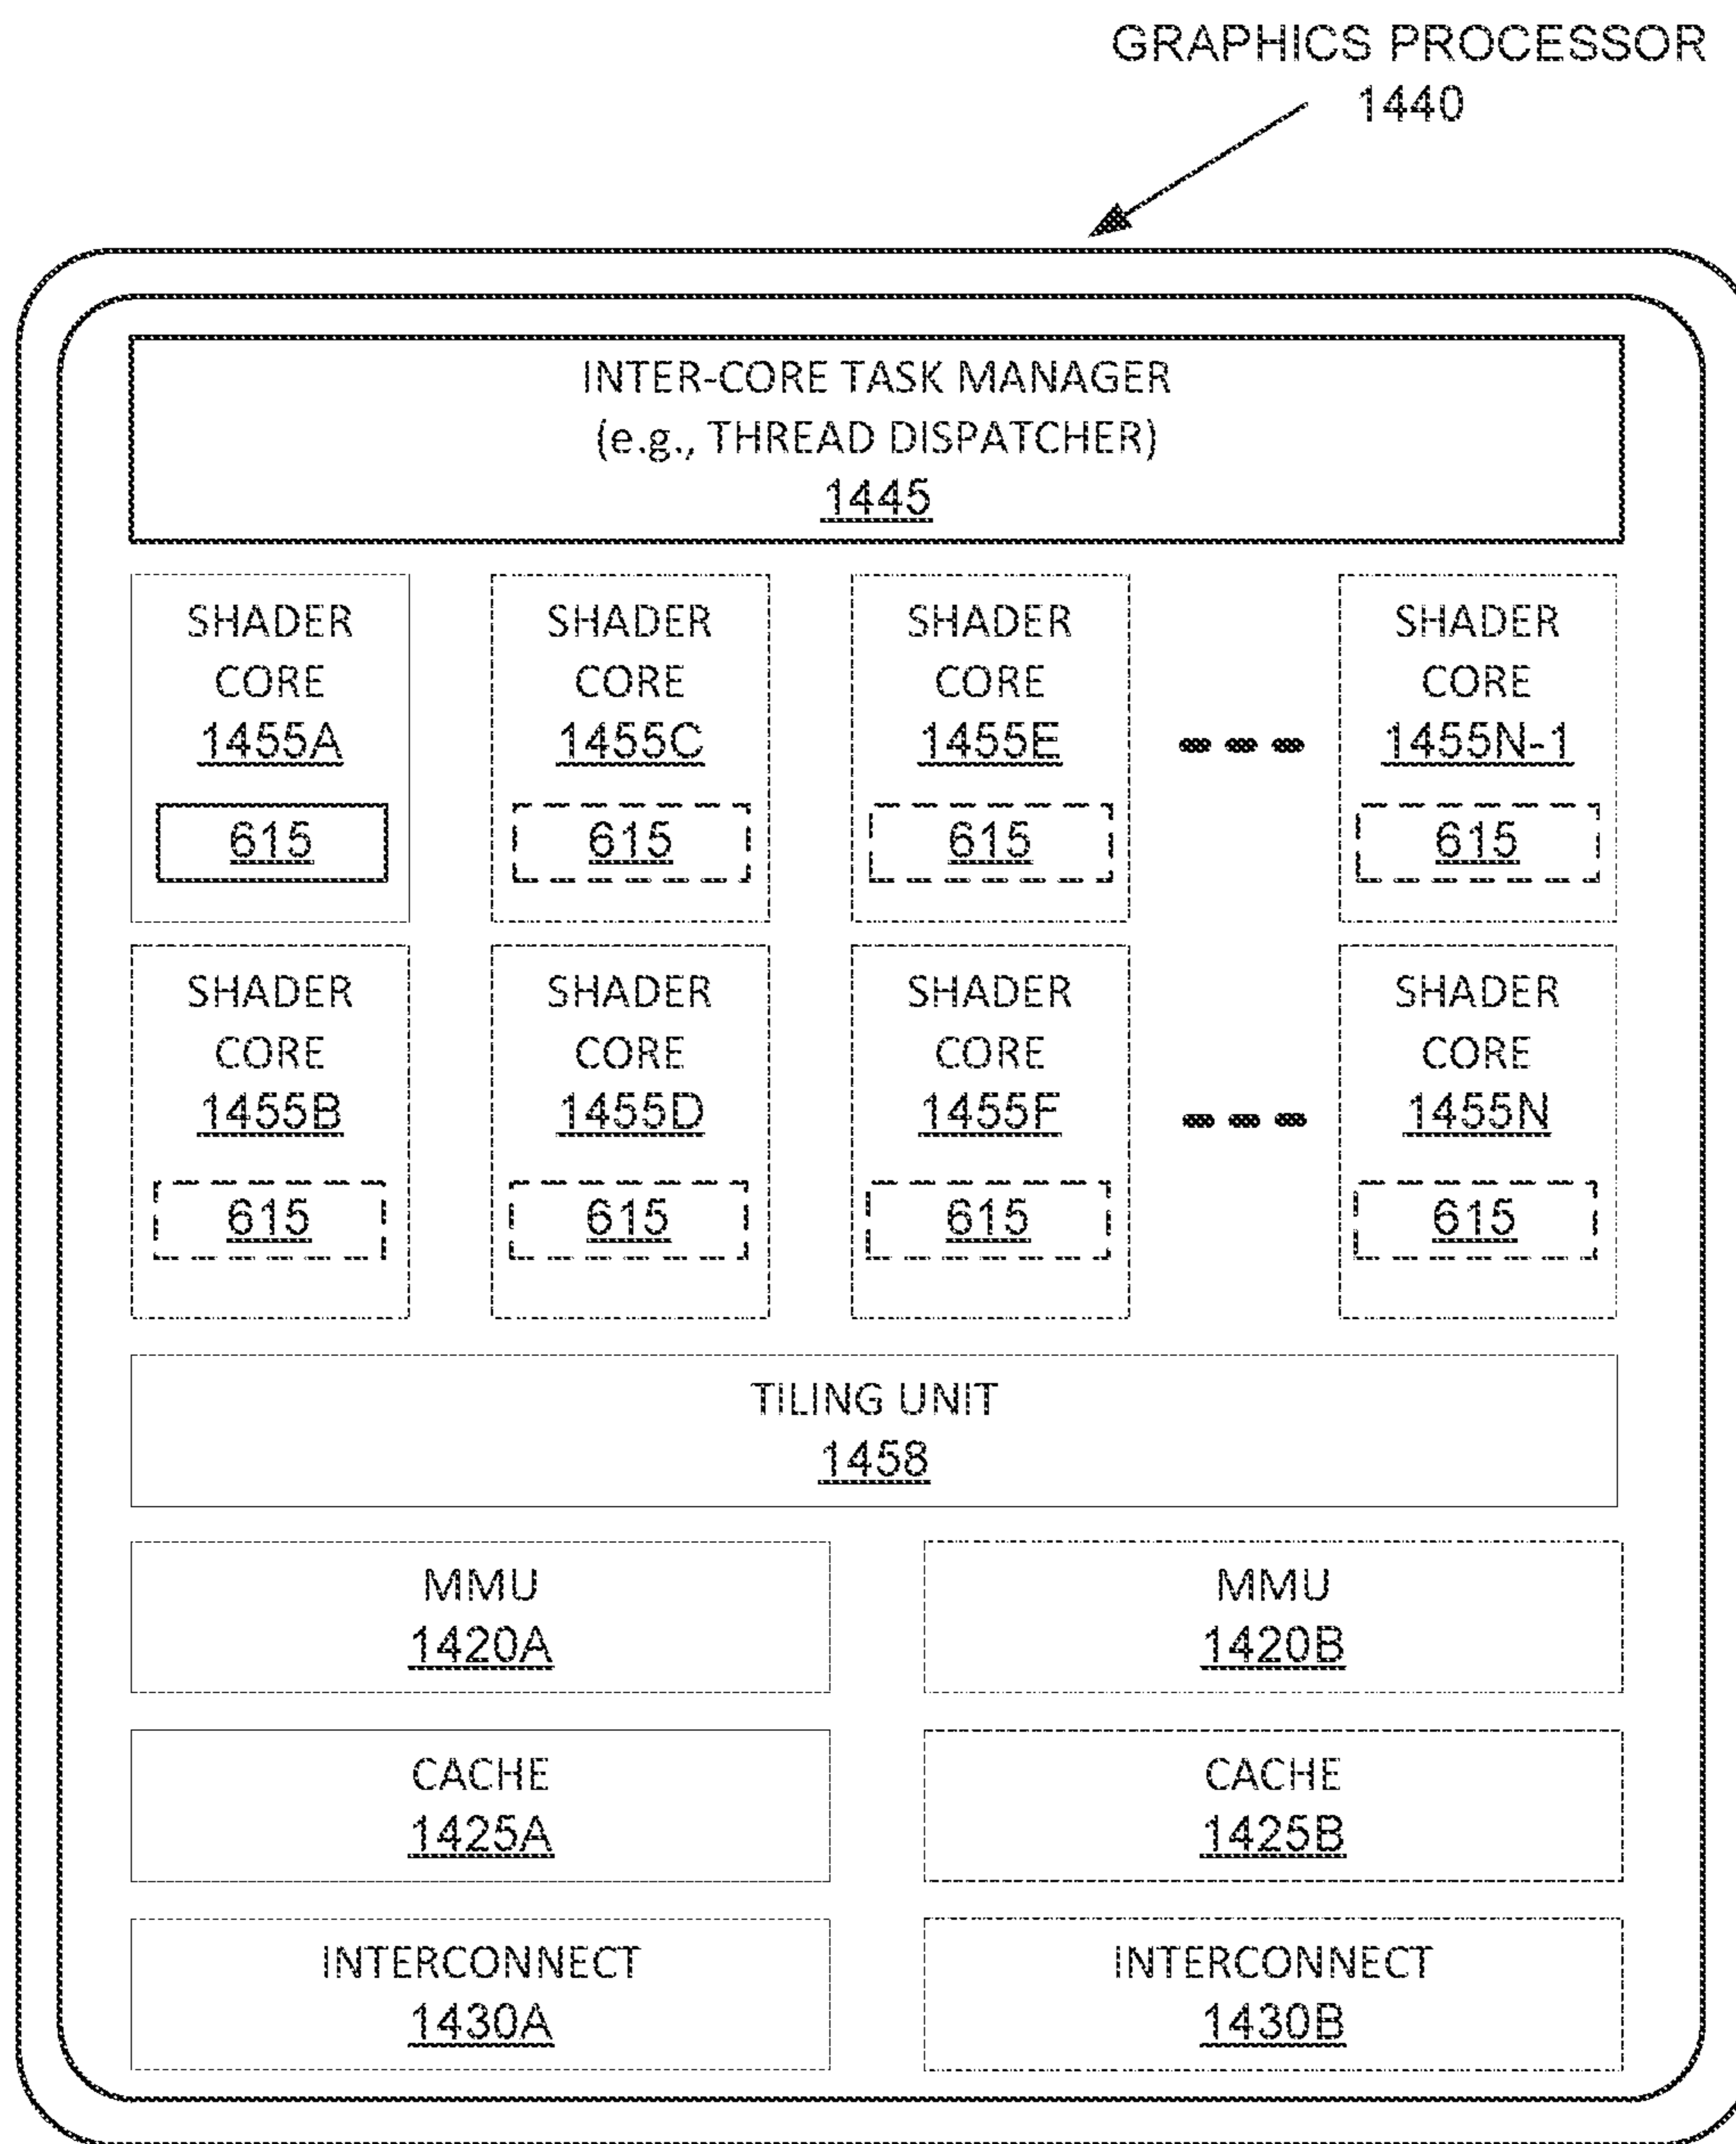 GRAPHICS PROCESSOR
1440
INTER-CORE TASK MANAGER
(e.g., THREAD DISPATCHER)
1445
SHADER
CORE
1455A
615
SHADER
CORE
1455C
615
SHADER
CORE
1455E
615
SHADER
CORE
1455N-1
615
SHADER
CORE
1455B
615
SHADER
CORE
1455D
615
SHADER
CORE
1455F
615
SHADER
CORE
1455N
615
TILING UNIT
1458
MMU
1420A
MMU
1420B
CACHE
1425A
CACHE
1425B
INTERCONNECT
1430A
INTERCONNECT
1430B